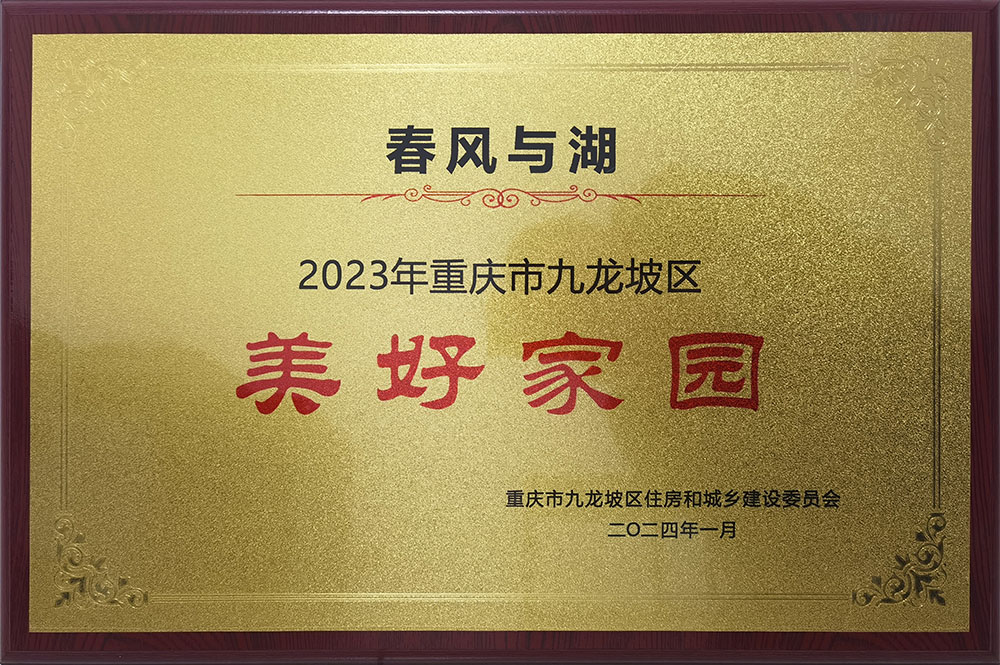 春风与湖
2023年重庆市九龙坡区
美好家园
重庆市九龙坡区住房和城乡建设委员会
二〇二四年一月